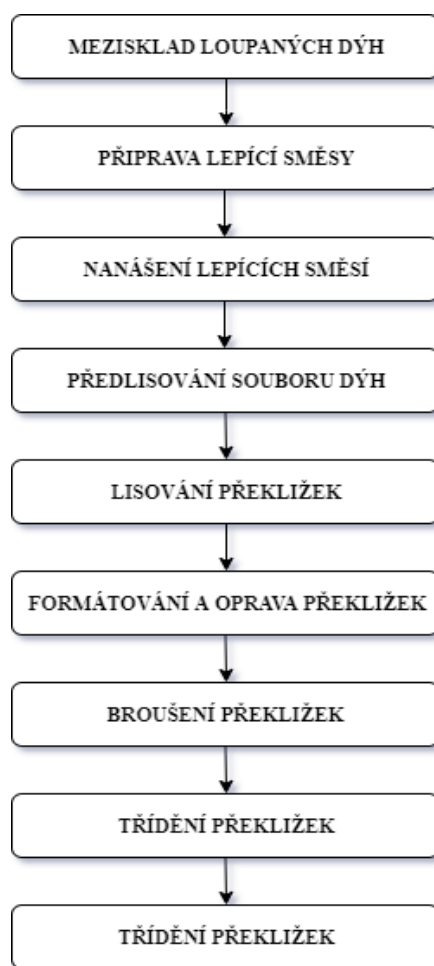 MEZISKLAD LOUPANÝCH DÝH
PŘIPRAVA LEPÍCÍ SMĚSY
NANÁŠENÍ LEPÍCÍCH SMĚSÍ
PŘEDLISOVÁNÍ SOUBORU DÝH
LISOVÁNÍ PŘEKLIŽEK
FORMÁTOVÁNÍ A OPRAVA PŘEKLIŽEK
BROUŠENÍ PŘEKLIŽEK
TŘÍDĚNÍ PŘEKLIŽEK
TŘÍDĚNÍ PŘEKLIŽEK